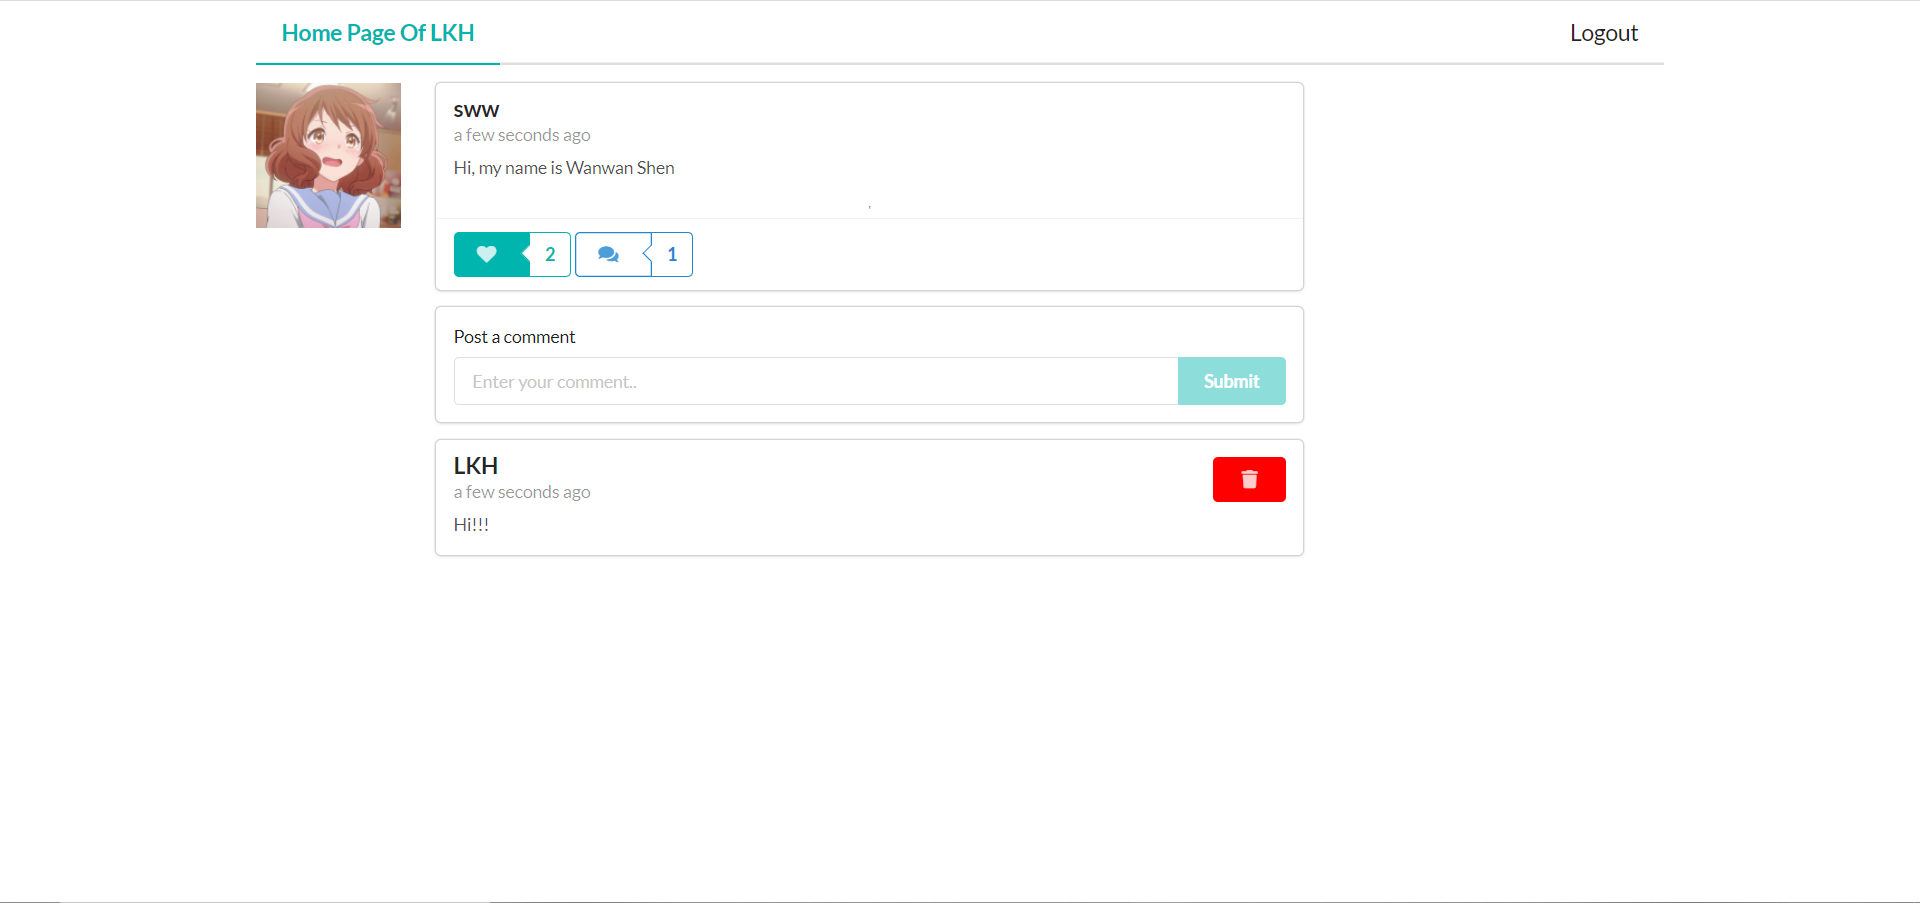 Home Page Of LKH
Logout
sww
a few seconds ago
Hi, my name is Wanwan Shen
,
2
1
Post a comment
Enter your comment..
Submit
LKH
a few seconds ago
Hi!!!